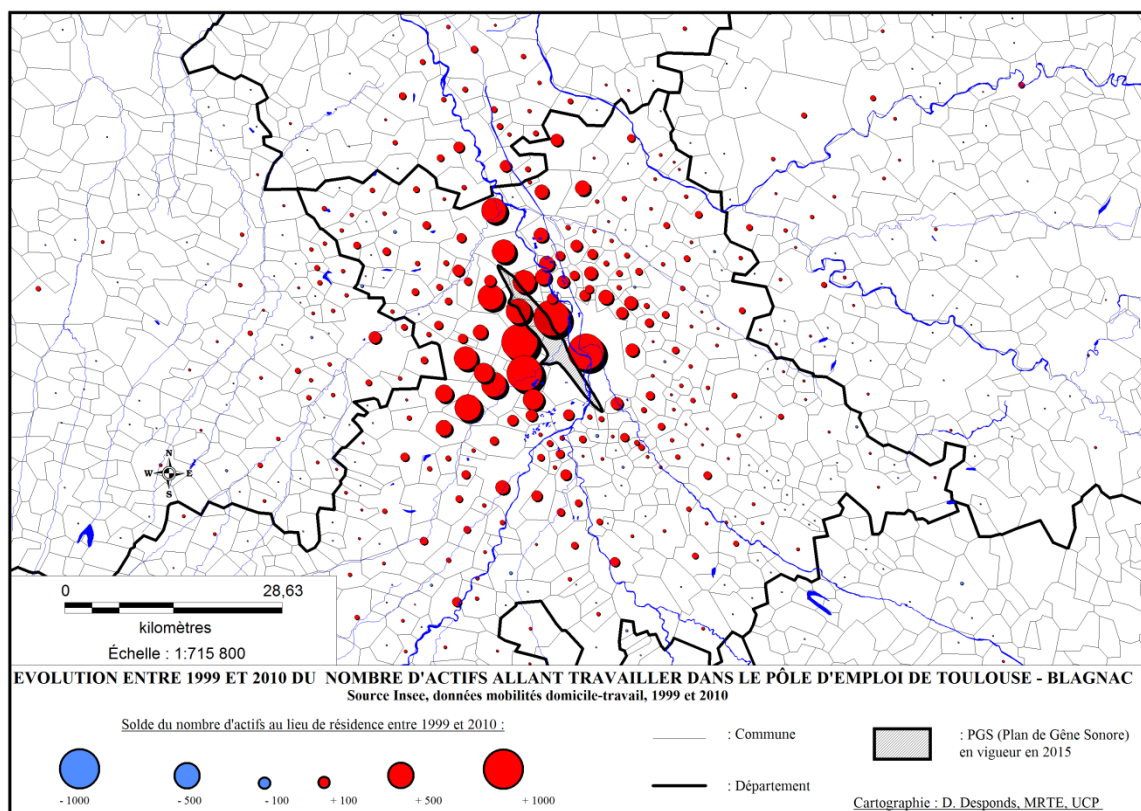 N
W E
S
0 28,63
kilomètres
Échelle : 1:715 800
EVOLUTION ENTRE 1999 ET 2010 DU NOMBRE D'ACTIFS ALLANT TRAVAILLER DANS LE PÔLE D'EMPLOI DE TOULOUSE - BLAGNAC
Source Insee, données mobilités domicile-travail, 1999 et 2010
Solde du nombre d'actifs au lieu de résidence entre 1999 et 2010 :
- 1000 - 500 - 100 + 100 + 500 + 1000
: Commune
: Département
: PGS (Plan de Gêne Sonore)
en vigueur en 2015
Cartographie : D. Desponds, MRTE, UCP